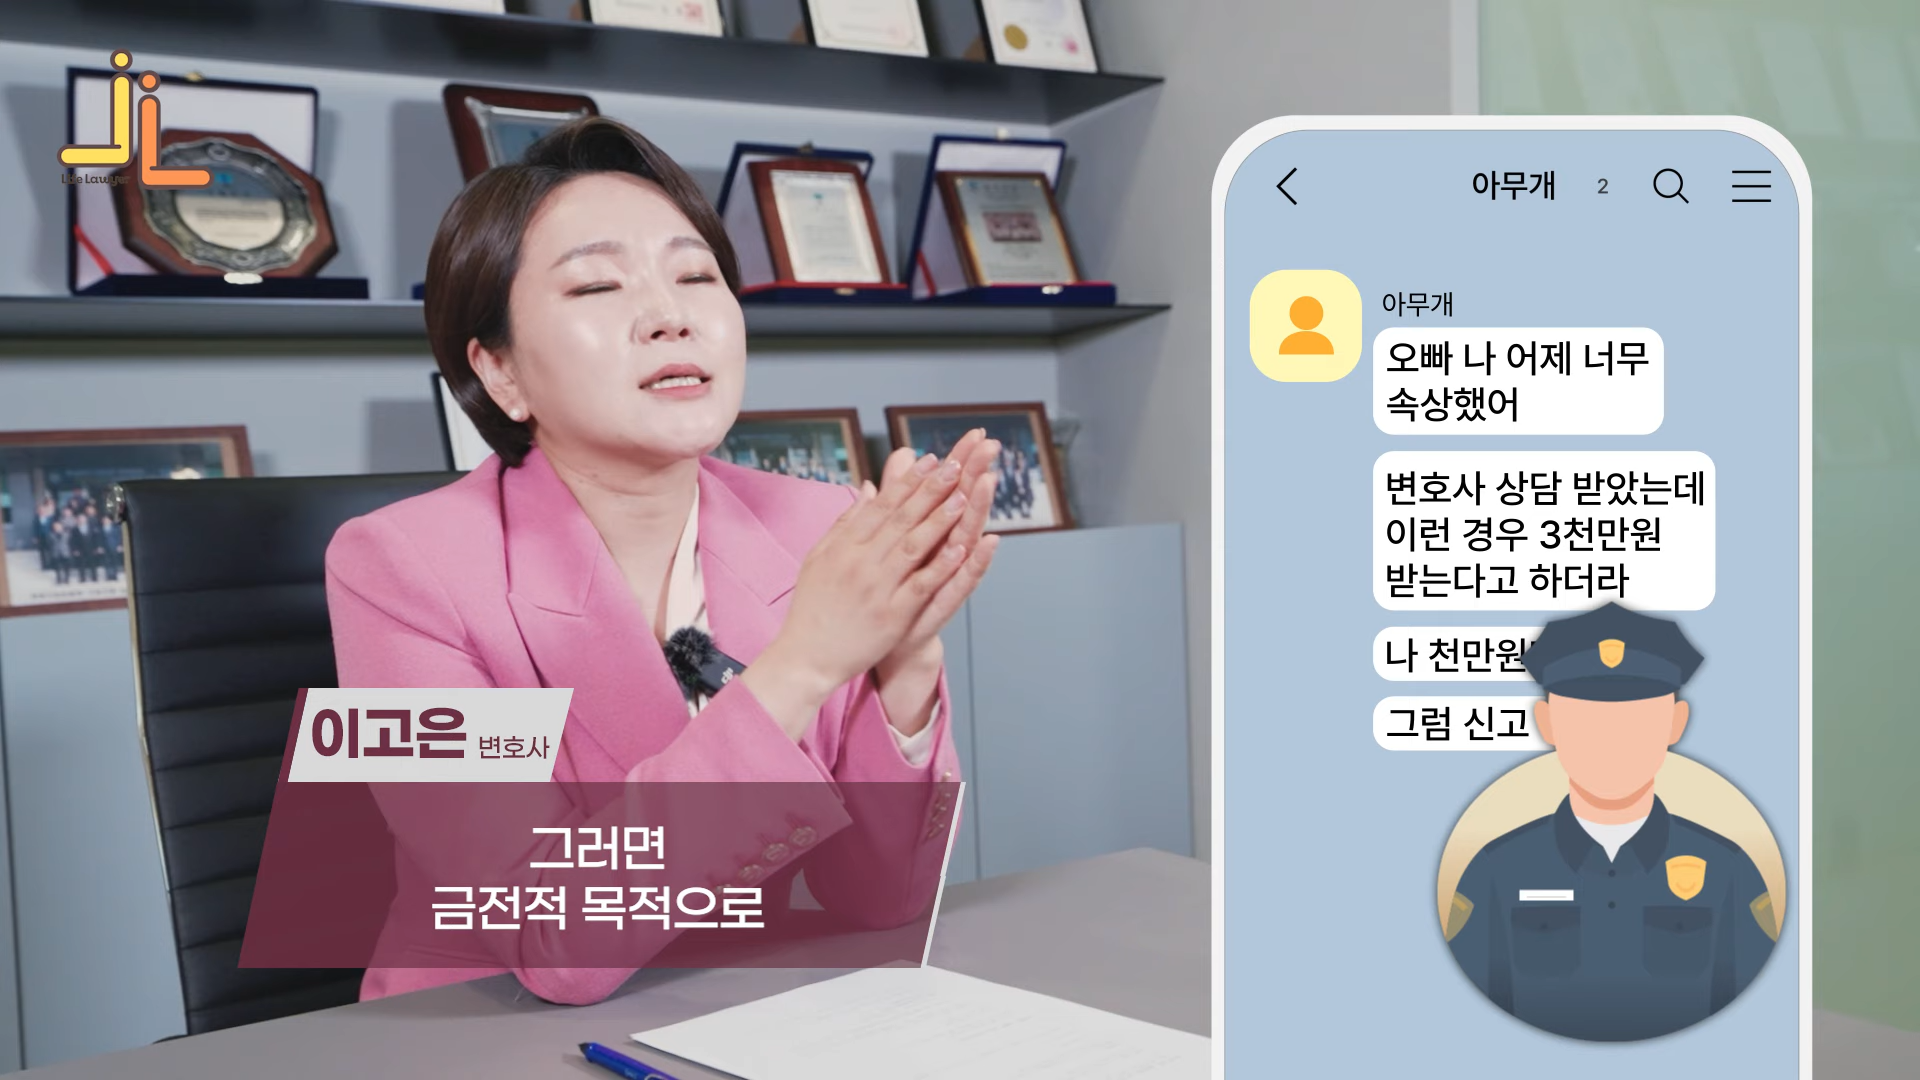 Life Lawyer
아무개 2
아무개
오빠 나 어제 너무
속상했어
변호사 상담 받았는데
이런 경우 3천만원
받는다고 하더라
나 천만원
그럼 신고
이고은 변호사
그러면
금전적 목적으로